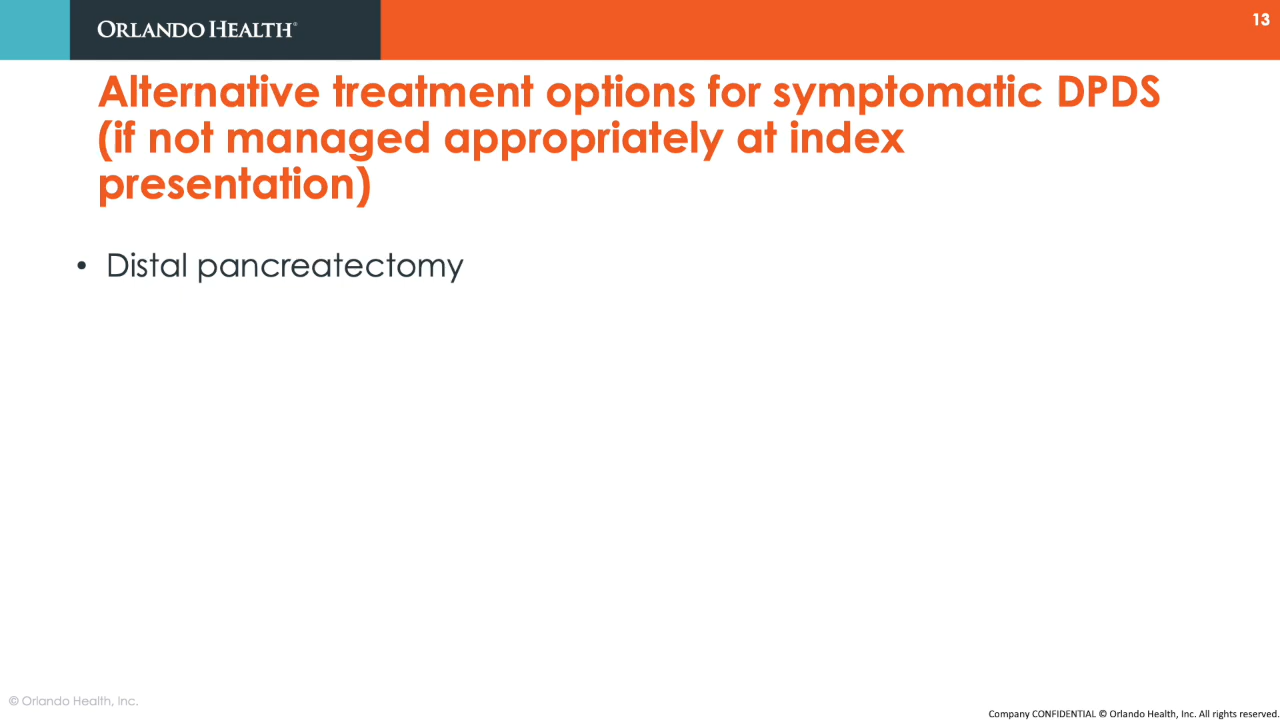 ORLANDO HEALTH®
13
Alternative treatment options for symptomatic DPDS
(if not managed appropriately at index
presentation)
• Distal pancreatectomy
© Orlando Health, Inc.
Company CONFIDENTIAL © Orlando Health, Inc. All rights reserved.